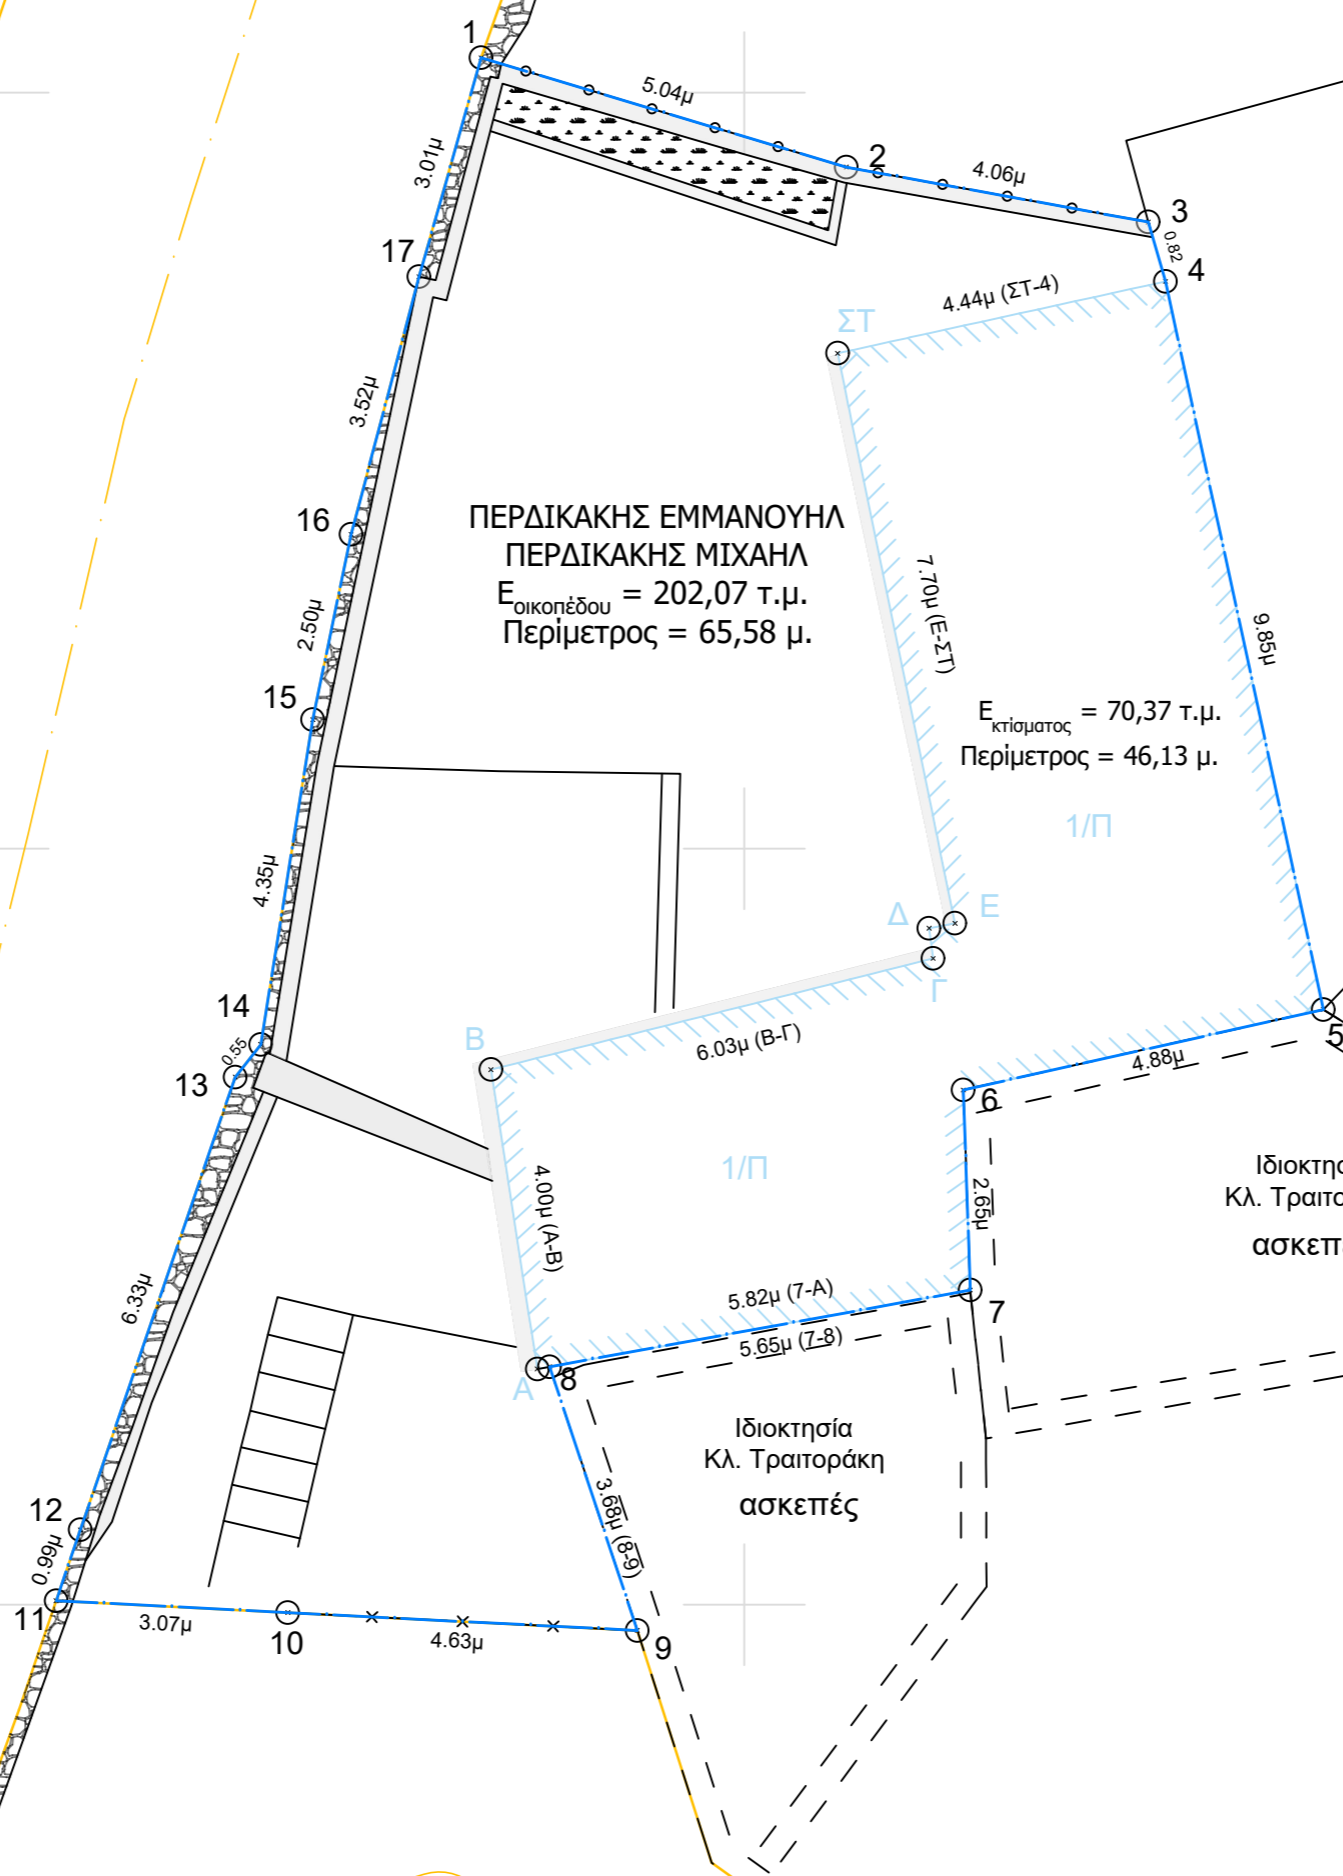 1
5.04μ
2
4.06μ
3
0.82
4
3.01μ
17
4.44μ (ΣΤ-4)
ΣΤ
3.52μ
16
ΠΕΡΔΙΚΑΚΗΣ ΕΜΜΑΝΟΥΗΛ
ΠΕΡΔΙΚΑΚΗΣ ΜΙΧΑΗΛ
Εοικοπέδου = 202,07 τ.μ.
Περίμετρος = 65,58 μ.
2.50μ
7.70μ (Ε-ΣΤ)
9.85μ
15
Εκτίσματος = 70,37 τ.μ.
Περίμετρος = 46,13 μ.
1/Π
4.35μ
Δ
Ε
Γ
14
0.55
13
Β
6.03μ (Β-Γ)
5
4.88μ
6
1/Π
2.65μ
4.00μ (Α-Β)
Κλ.
6.33μ
5.82μ (7-Α)
5.65μ (7-8)
7
Α
8
Ιδιοκτησία
Κλ. Τραιτοράκη
ασκεπές
3.68μ (8-9)
12
0.99μ
11
3.07μ
10
4.63μ
9